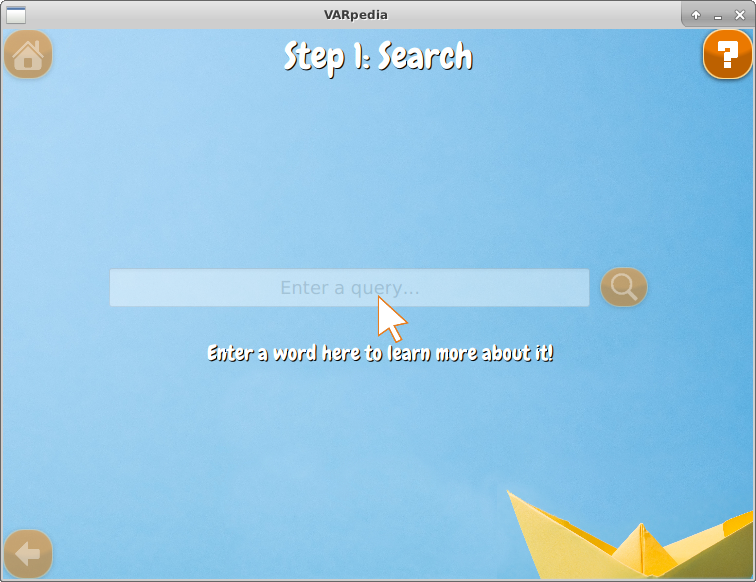 VARpedia
Step 1: Search
?
Enter a query...
Enter a word here to learn more about it!